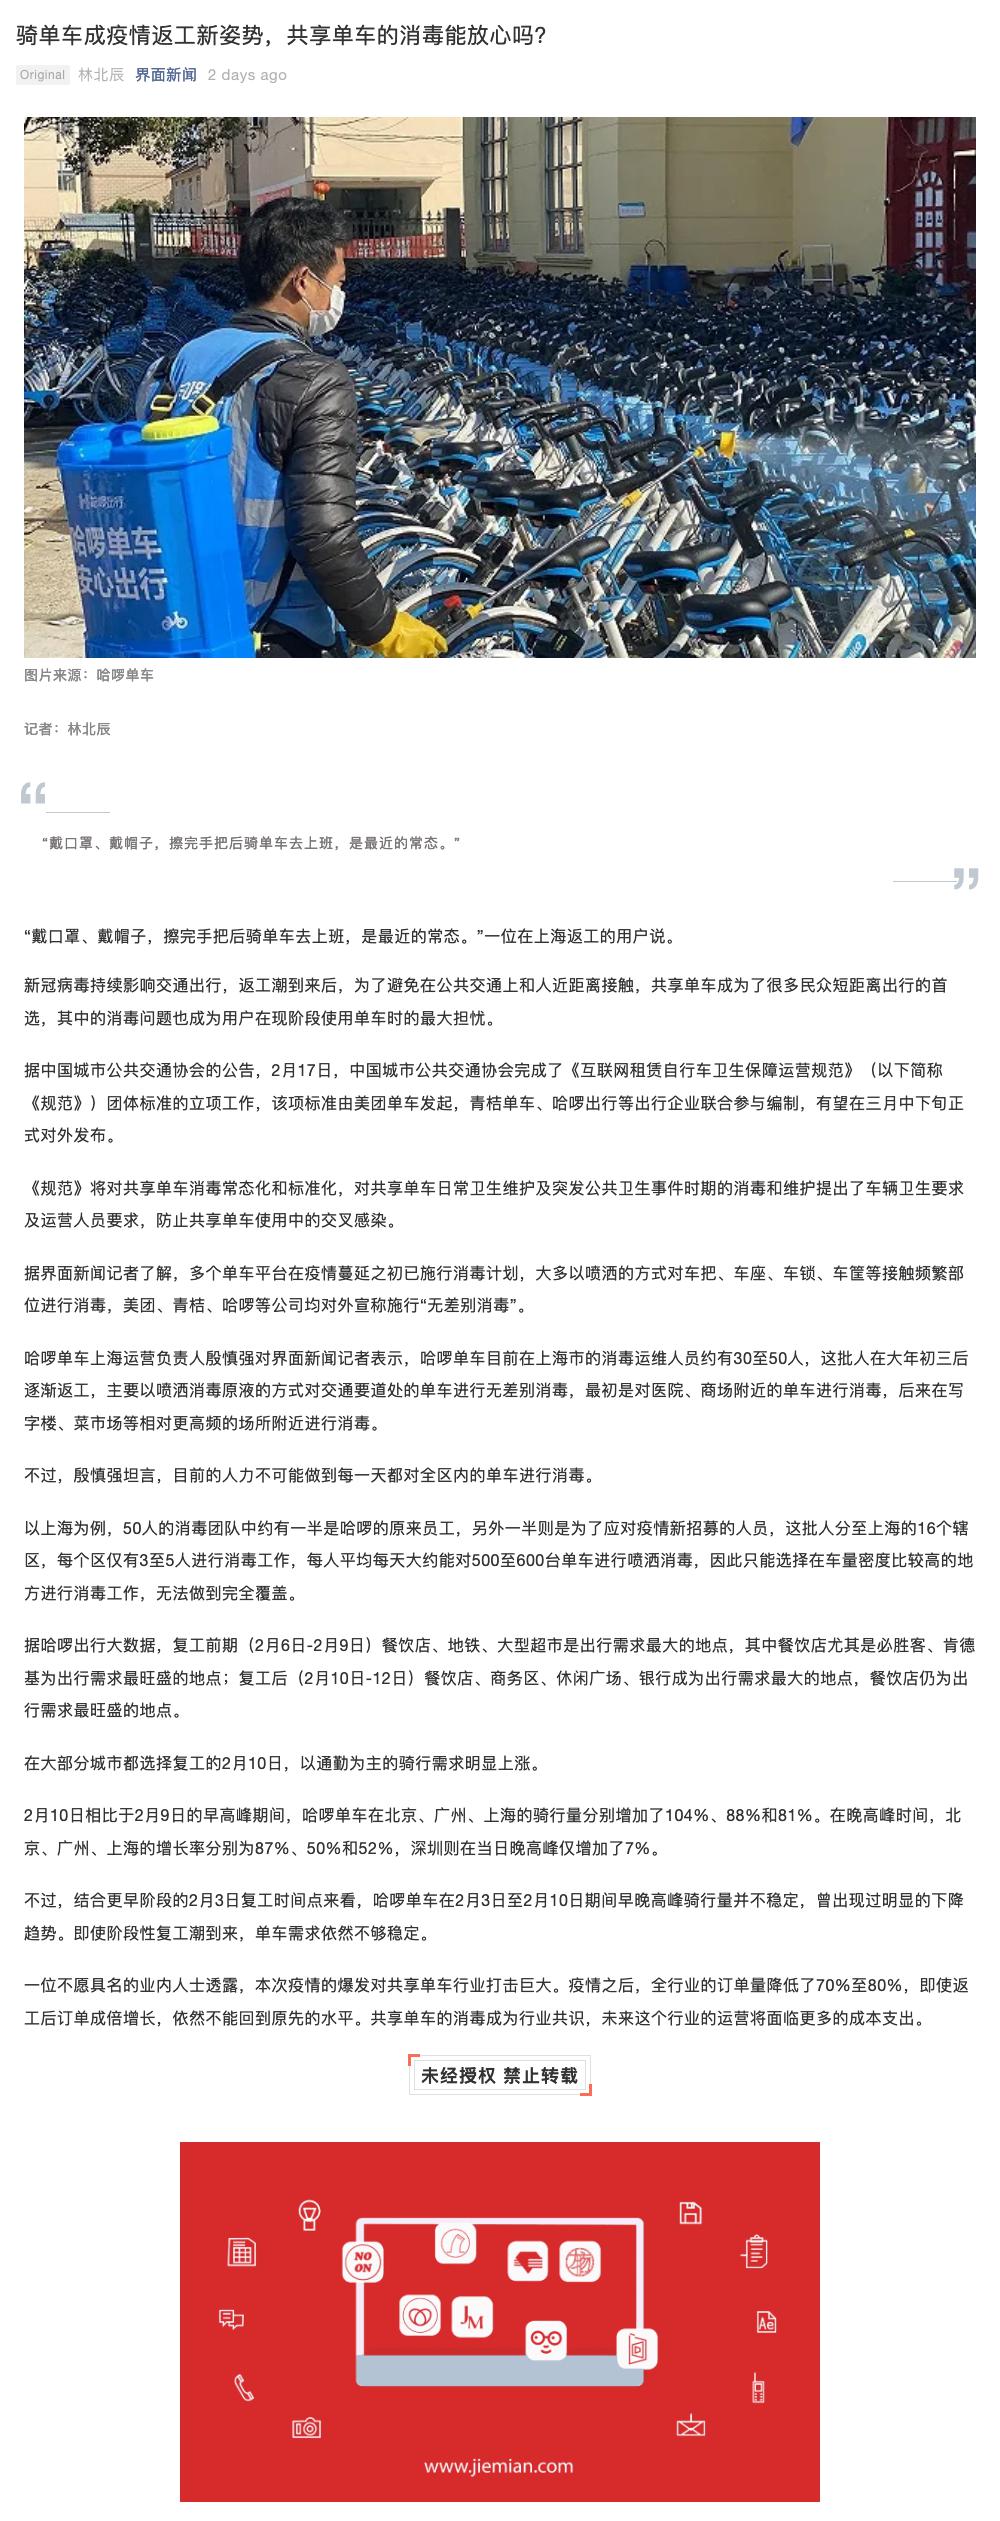 骑单车成疫情返工新姿势，共享单车的消毒能放心吗？
Original 林北辰 界面新闻 2 days ago
哈啰出行
哈啰单车
安心出行
图片来源：哈啰单车
记者：林北辰
“戴口罩、戴帽子，擦完手把后骑单车去上班，是最近的常态。”
“戴口罩、戴帽子，擦完手把后骑单车去上班，是最近的常态。”一位在上海返工的用户说。
新冠病毒持续影响交通出行，返工潮到来后，为了避免在公共交通上和人近距离接触，共享单车成为了很多民众短距离出行的首
选，其中的消毒问题也成为用户在现阶段使用单车时的最大担忧。
据中国城市公共交通协会的公告，2月17日，中国城市公共交通协会完成了《互联网租赁自行车卫生保障运营规范》（以下简称
《规范》）团体标准的立项工作，该项标准由美团单车发起，青桔单车、哈啰出行等出行企业联合参与编制，有望在三月中下旬正
式对外发布。
《规范》将对共享单车消毒常态化和标准化，对共享单车日常卫生维护及突发公共卫生事件时期的消毒和维护提出了车辆卫生要求
及运营人员要求，防止共享单车使用中的交叉感染。
据界面新闻记者了解，多个单车平台在疫情蔓延之初已施行消毒计划，大多以喷洒的方式对车把、车座、车锁、车筐等接触频繁部
位进行消毒，美团、青桔、哈啰等公司均对外宣称施行“无差别消毒”。
哈啰单车上海运营负责人殷慎强对界面新闻记者表示，哈啰单车目前在上海市的消毒运维人员约有30至50人，这批人在大年初三后
逐渐返工，主要以喷洒消毒原液的方式对交通要道处的单车进行无差别消毒，最初是对医院、商场附近的单车进行消毒，后来在写
字楼、菜市场等相对更高频的场所附近进行消毒。
不过，殷慎强坦言，目前的人力不可能做到每一天都对全区内的单车进行消毒。
以上海为例，50人的消毒团队中约有一半是哈啰的原来员工，另外一半则是为了应对疫情新招募的人员，这批人分至上海的16个辖
区，每个区仅有3至5人进行消毒工作，每人平均每天大约能对500至600台单车进行喷洒消毒，因此只能选择在车量密度比较高的地
方进行消毒工作，无法做到完全覆盖。
据哈啰出行大数据，复工前期（2月6日-2月9日）餐饮店、地铁、大型超市是出行需求最大的地点，其中餐饮店尤其是必胜客、肯德
基为出行需求最旺盛的地点；复工后（2月10日-12日）餐饮店、商务区、休闲广场、银行成为出行需求最大的地点，餐饮店仍为出
行需求最旺盛的地点。
在大部分城市都选择复工的2月10日，以通勤为主的骑行需求明显上涨。
2月10日相比于2月9日的早高峰期间，哈啰单车在北京、广州、上海的骑行量分别增加了104%、88%和81%。在晚高峰时间，北
京、广州、上海的增长率分别为87%、50%和52%，深圳则在当日晚高峰仅增加了7%。
不过，结合更早阶段的2月3日复工时间点来看，哈啰单车在2月3日至2月10日期间早晚高峰骑行量并不稳定，曾出现过明显的下降
趋势。即使阶段性复工潮到来，单车需求依然不够稳定。
一位不愿具名的业内人士透露，本次疫情的爆发对共享单车行业打击巨大。疫情之后，全行业的订单量降低了70%至80%，即使返
工后订单成倍增长，依然不能回到原先的水平。共享单车的消毒成为行业共识，未来这个行业的运营将面临更多的成本支出。
未经授权 禁止转载
NO
ON
JM
Ae
www.jiemian.com